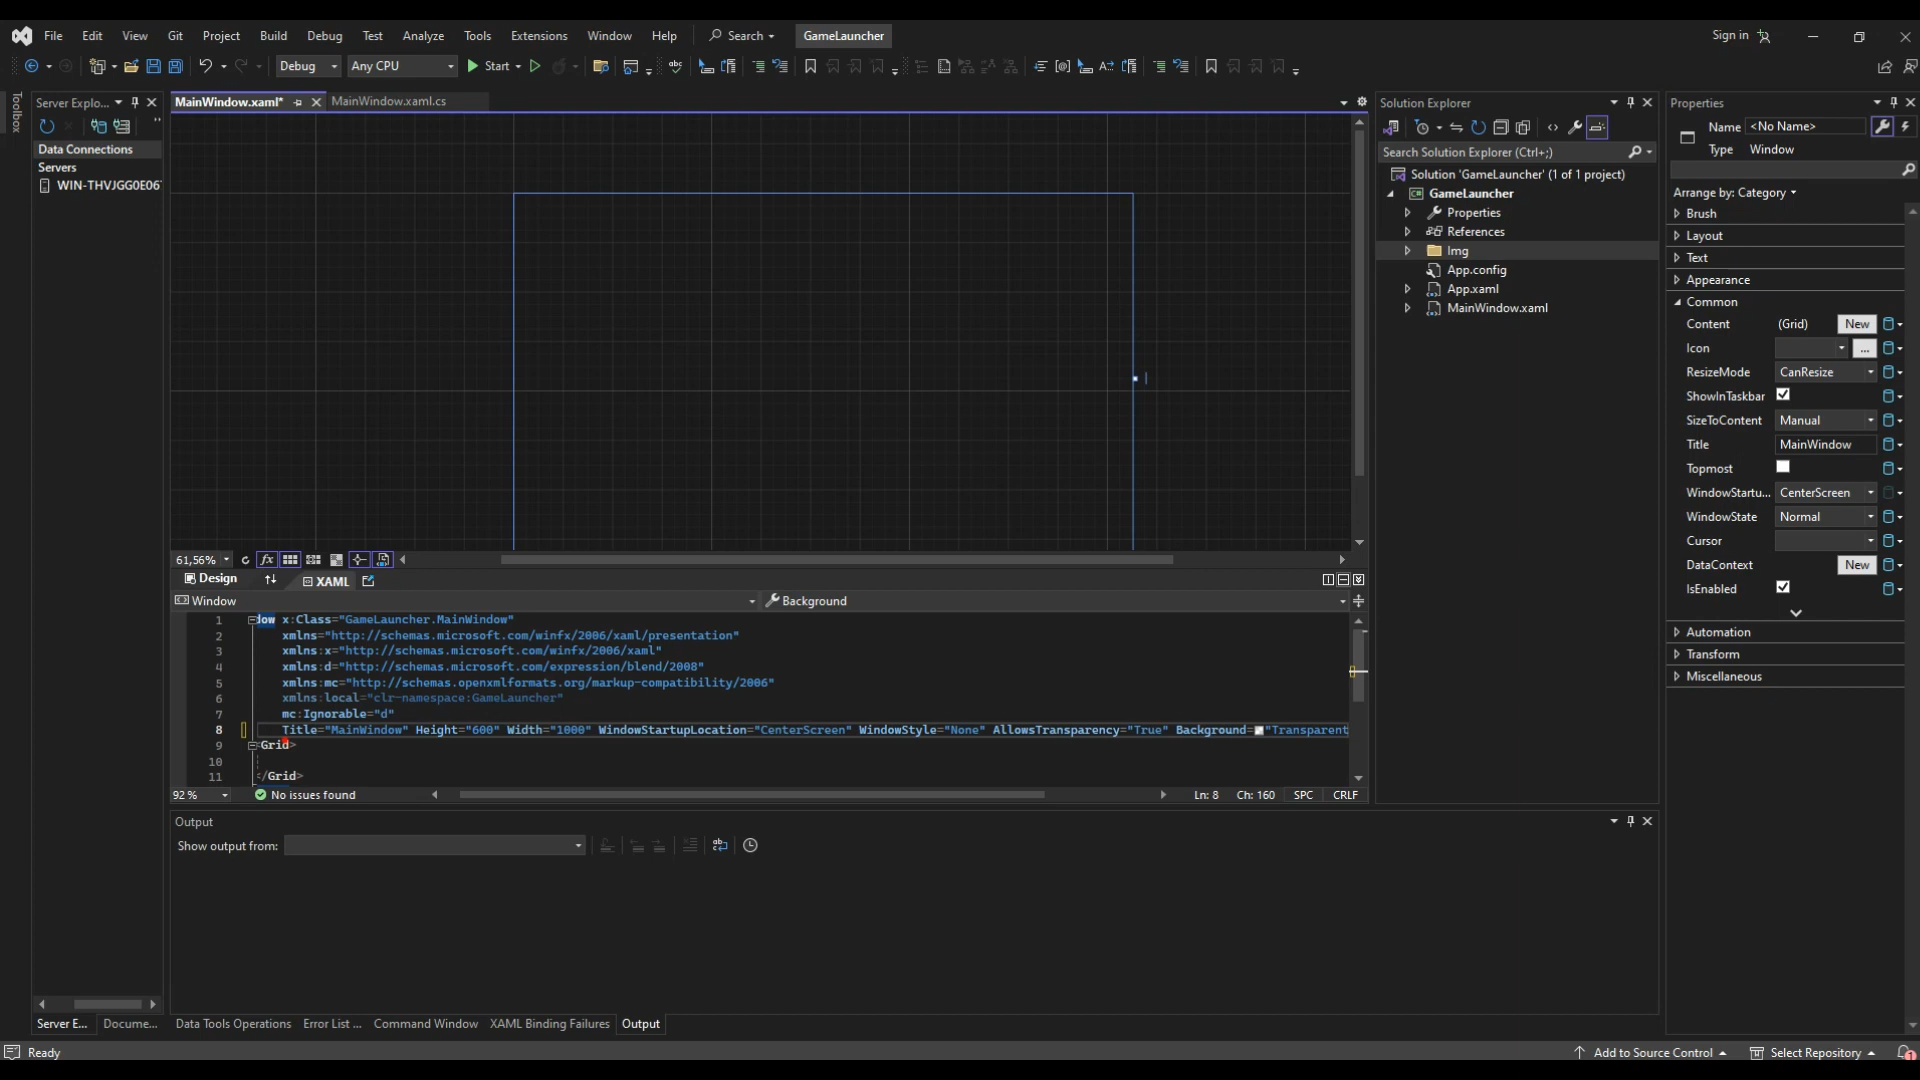 File Edit View Git Project Build Debug Test Analyze Tools Extensions Window Help Search GameLauncher Sign in
Debug Any CPU Start
Toolbox
Server Explo...
Data Connections
Servers
WIN-THVJGG0E06
MainWindow.xaml* MainWindow.xaml.cs
61,56% fx
Design XAML
Window Background
1 dow x:Class="GameLauncher.MainWindow"
2 xmlns="http://schemas.microsoft.com/winfx/2006/xaml/presentation"
3 xmlns:x="http://schemas.microsoft.com/winfx/2006/xaml"
4 xmlns:d="http://schemas.microsoft.com/expression/blend/2008"
5 xmlns:mc="http://schemas.openxmlformats.org/markup-compatibility/2006"
6 xmlns:local="clr-namespace:GameLauncher"
7 mc:Ignorable="d"
8 Title="MainWindow" Height="600" Width="1000" WindowStartupLocation="CenterScreen" WindowStyle="None" AllowsTransparency="True" Background="Transparent
9 Grid>
10
11 </Grid>
92 % No issues found Ln: 8 Ch: 160 SPC CRLF
Output
Show output from:
Server E... Docume... Data Tools Operations Error List ... Command Window XAML Binding Failures Output
Solution Explorer
Search Solution Explorer (Ctrl+;)
Solution 'GameLauncher' (1 of 1 project)
GameLauncher
Properties
References
Img
App.config
App.xaml
MainWindow.xaml
Properties
Name <No Name>
Type Window
Arrange by: Category
Brush
Layout
Text
Appearance
Common
Content (Grid) New
Icon ...
ResizeMode CanResize
ShowInTaskbar
SizeToContent Manual
Title MainWindow
Topmost
WindowStartu... CenterScreen
WindowState Normal
Cursor
DataContext New
IsEnabled
Automation
Transform
Miscellaneous
Ready Add to Source Control Select Repository 1